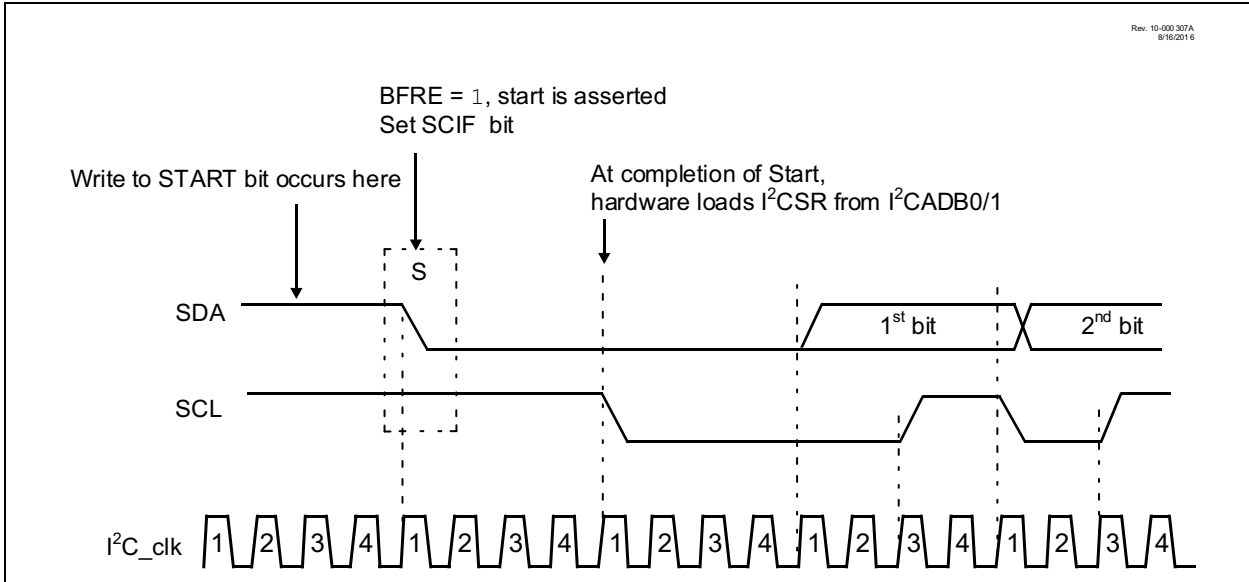 Rev. 10-000 307A
8/16/201 6
BFRE = 1, start is asserted
Set SCIF bit
Write to START bit occurs here
At completion of Start,
hardware loads I²CSR from I²CADB0/1
S
SDA
1st bit
2nd bit
SCL
I²C_clk
1 2 3 4 1 2 3 4 1 2 3 4 1 2 3 4 1 2 3 4